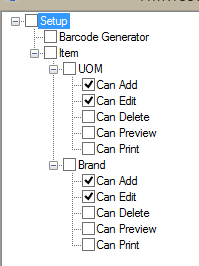 Setup
Barcode Generator
Item
UOM
Can Add
Can Edit
Can Delete
Can Preview
Can Print
Brand
Can Add
Can Edit
Can Delete
Can Preview
Can Print